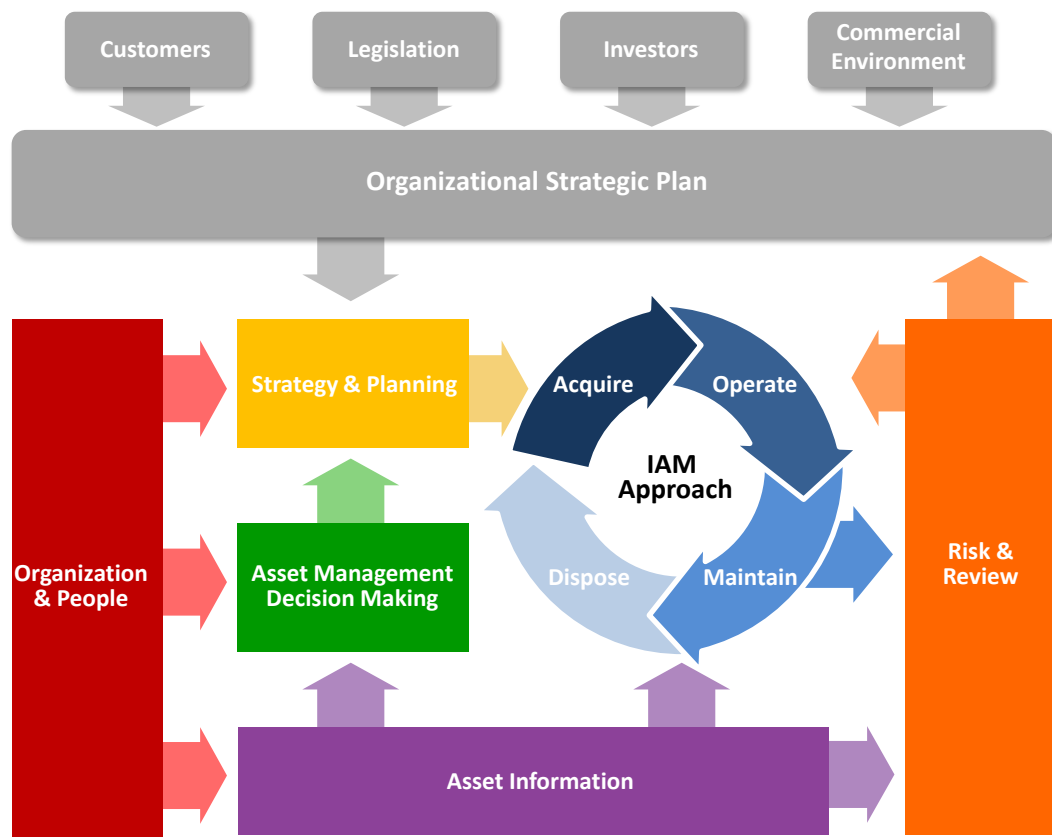 Customers
Legislation
Investors
Commercial
Environment
Organizational Strategic Plan
Strategy & Planning
Acquire
Operate
IAM
Approach
Organization
& People
Asset Management
Decision Making
Dispose
Maintain
Risk &
Review
Asset Information